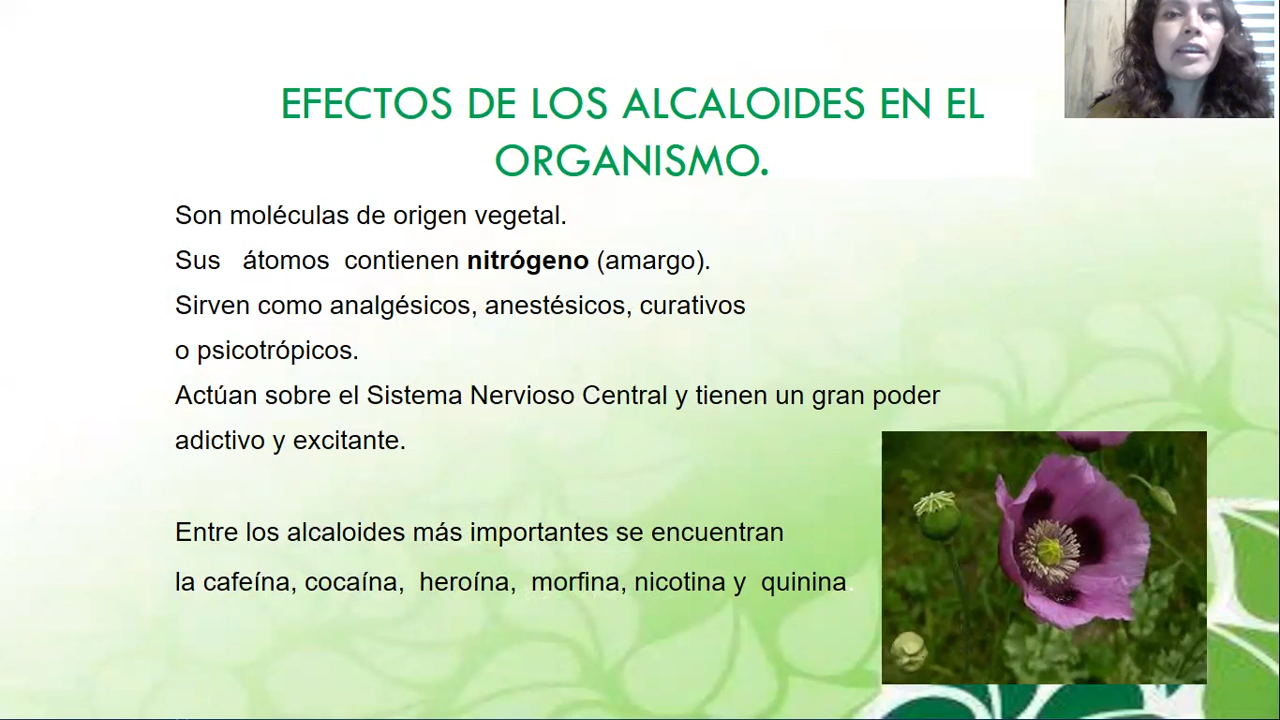 EFECTOS DE LOS ALCALOIDES EN EL
ORGANISMO.
Son moléculas de origen vegetal.
Sus átomos contienen nitrógeno (amargo).
Sirven como analgésicos, anestésicos, curativos
o psicotrópicos.
Actúan sobre el Sistema Nervioso Central y tienen un gran poder
adictivo y excitante.
Entre los alcaloides más importantes se encuentran
la cafeína, cocaína, heroína, morfina, nicotina y quinina.